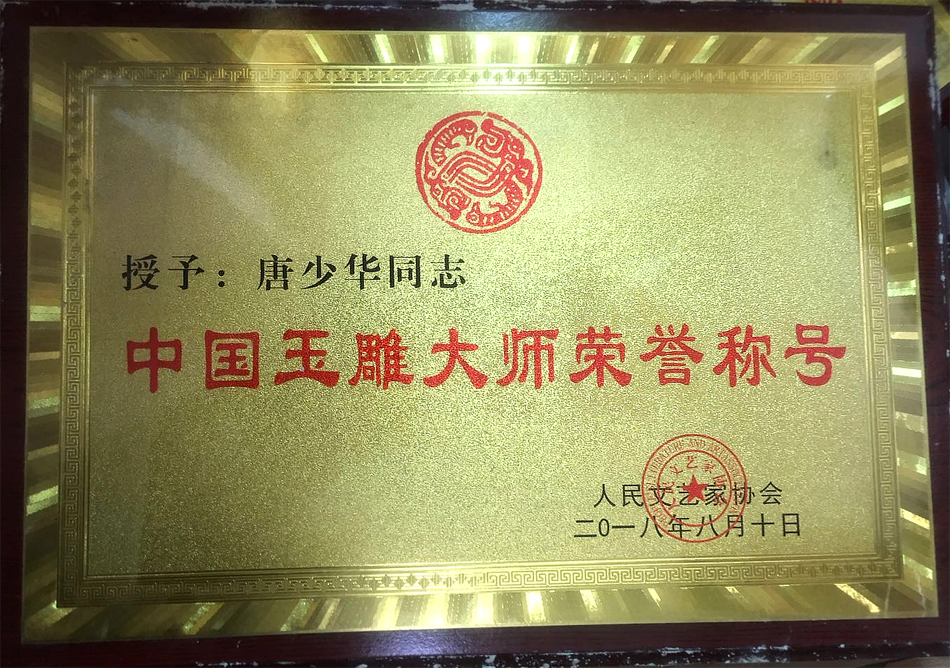 授予：唐少华同志
中国玉雕大师荣誉称号
人民文艺家协会
二〇一八年八月十日